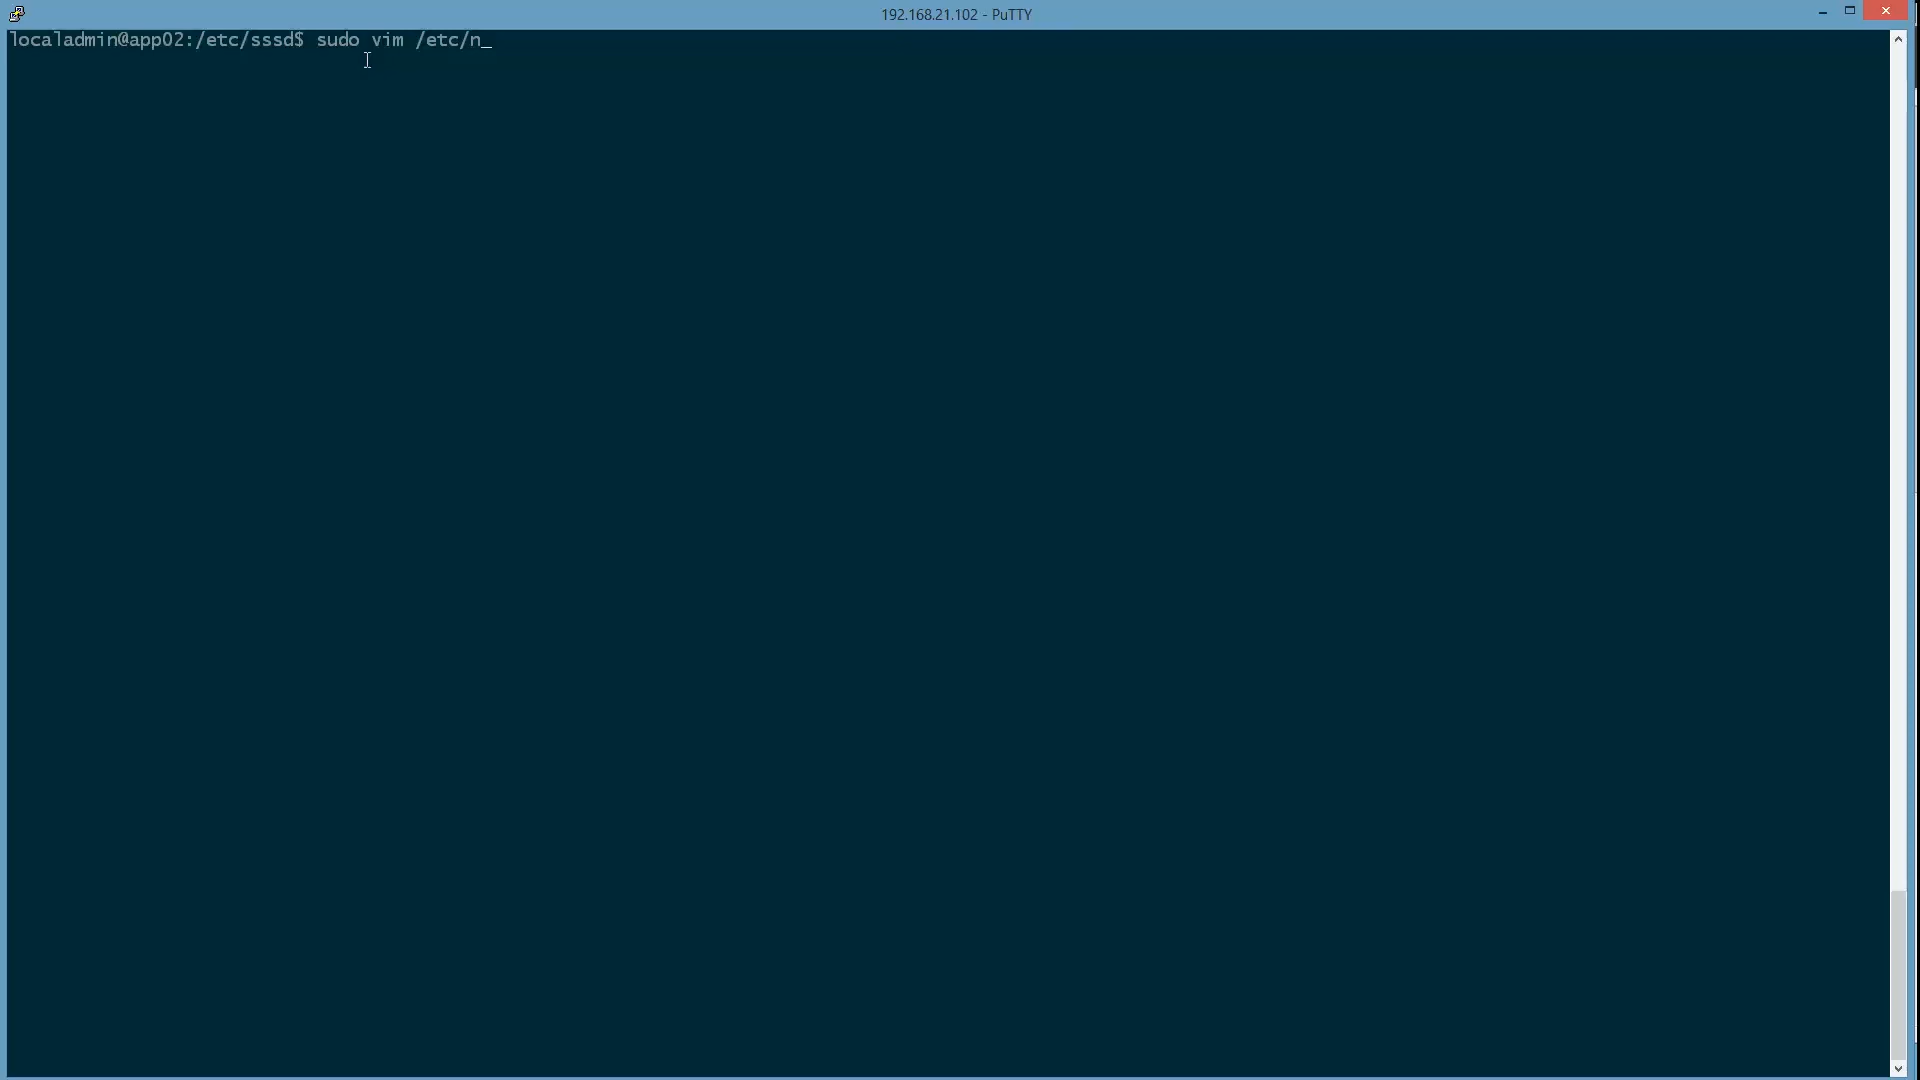 192.168.21.102 - PuTTY
localadmin@app02:/etc/sssd$ sudo vim /etc/n_